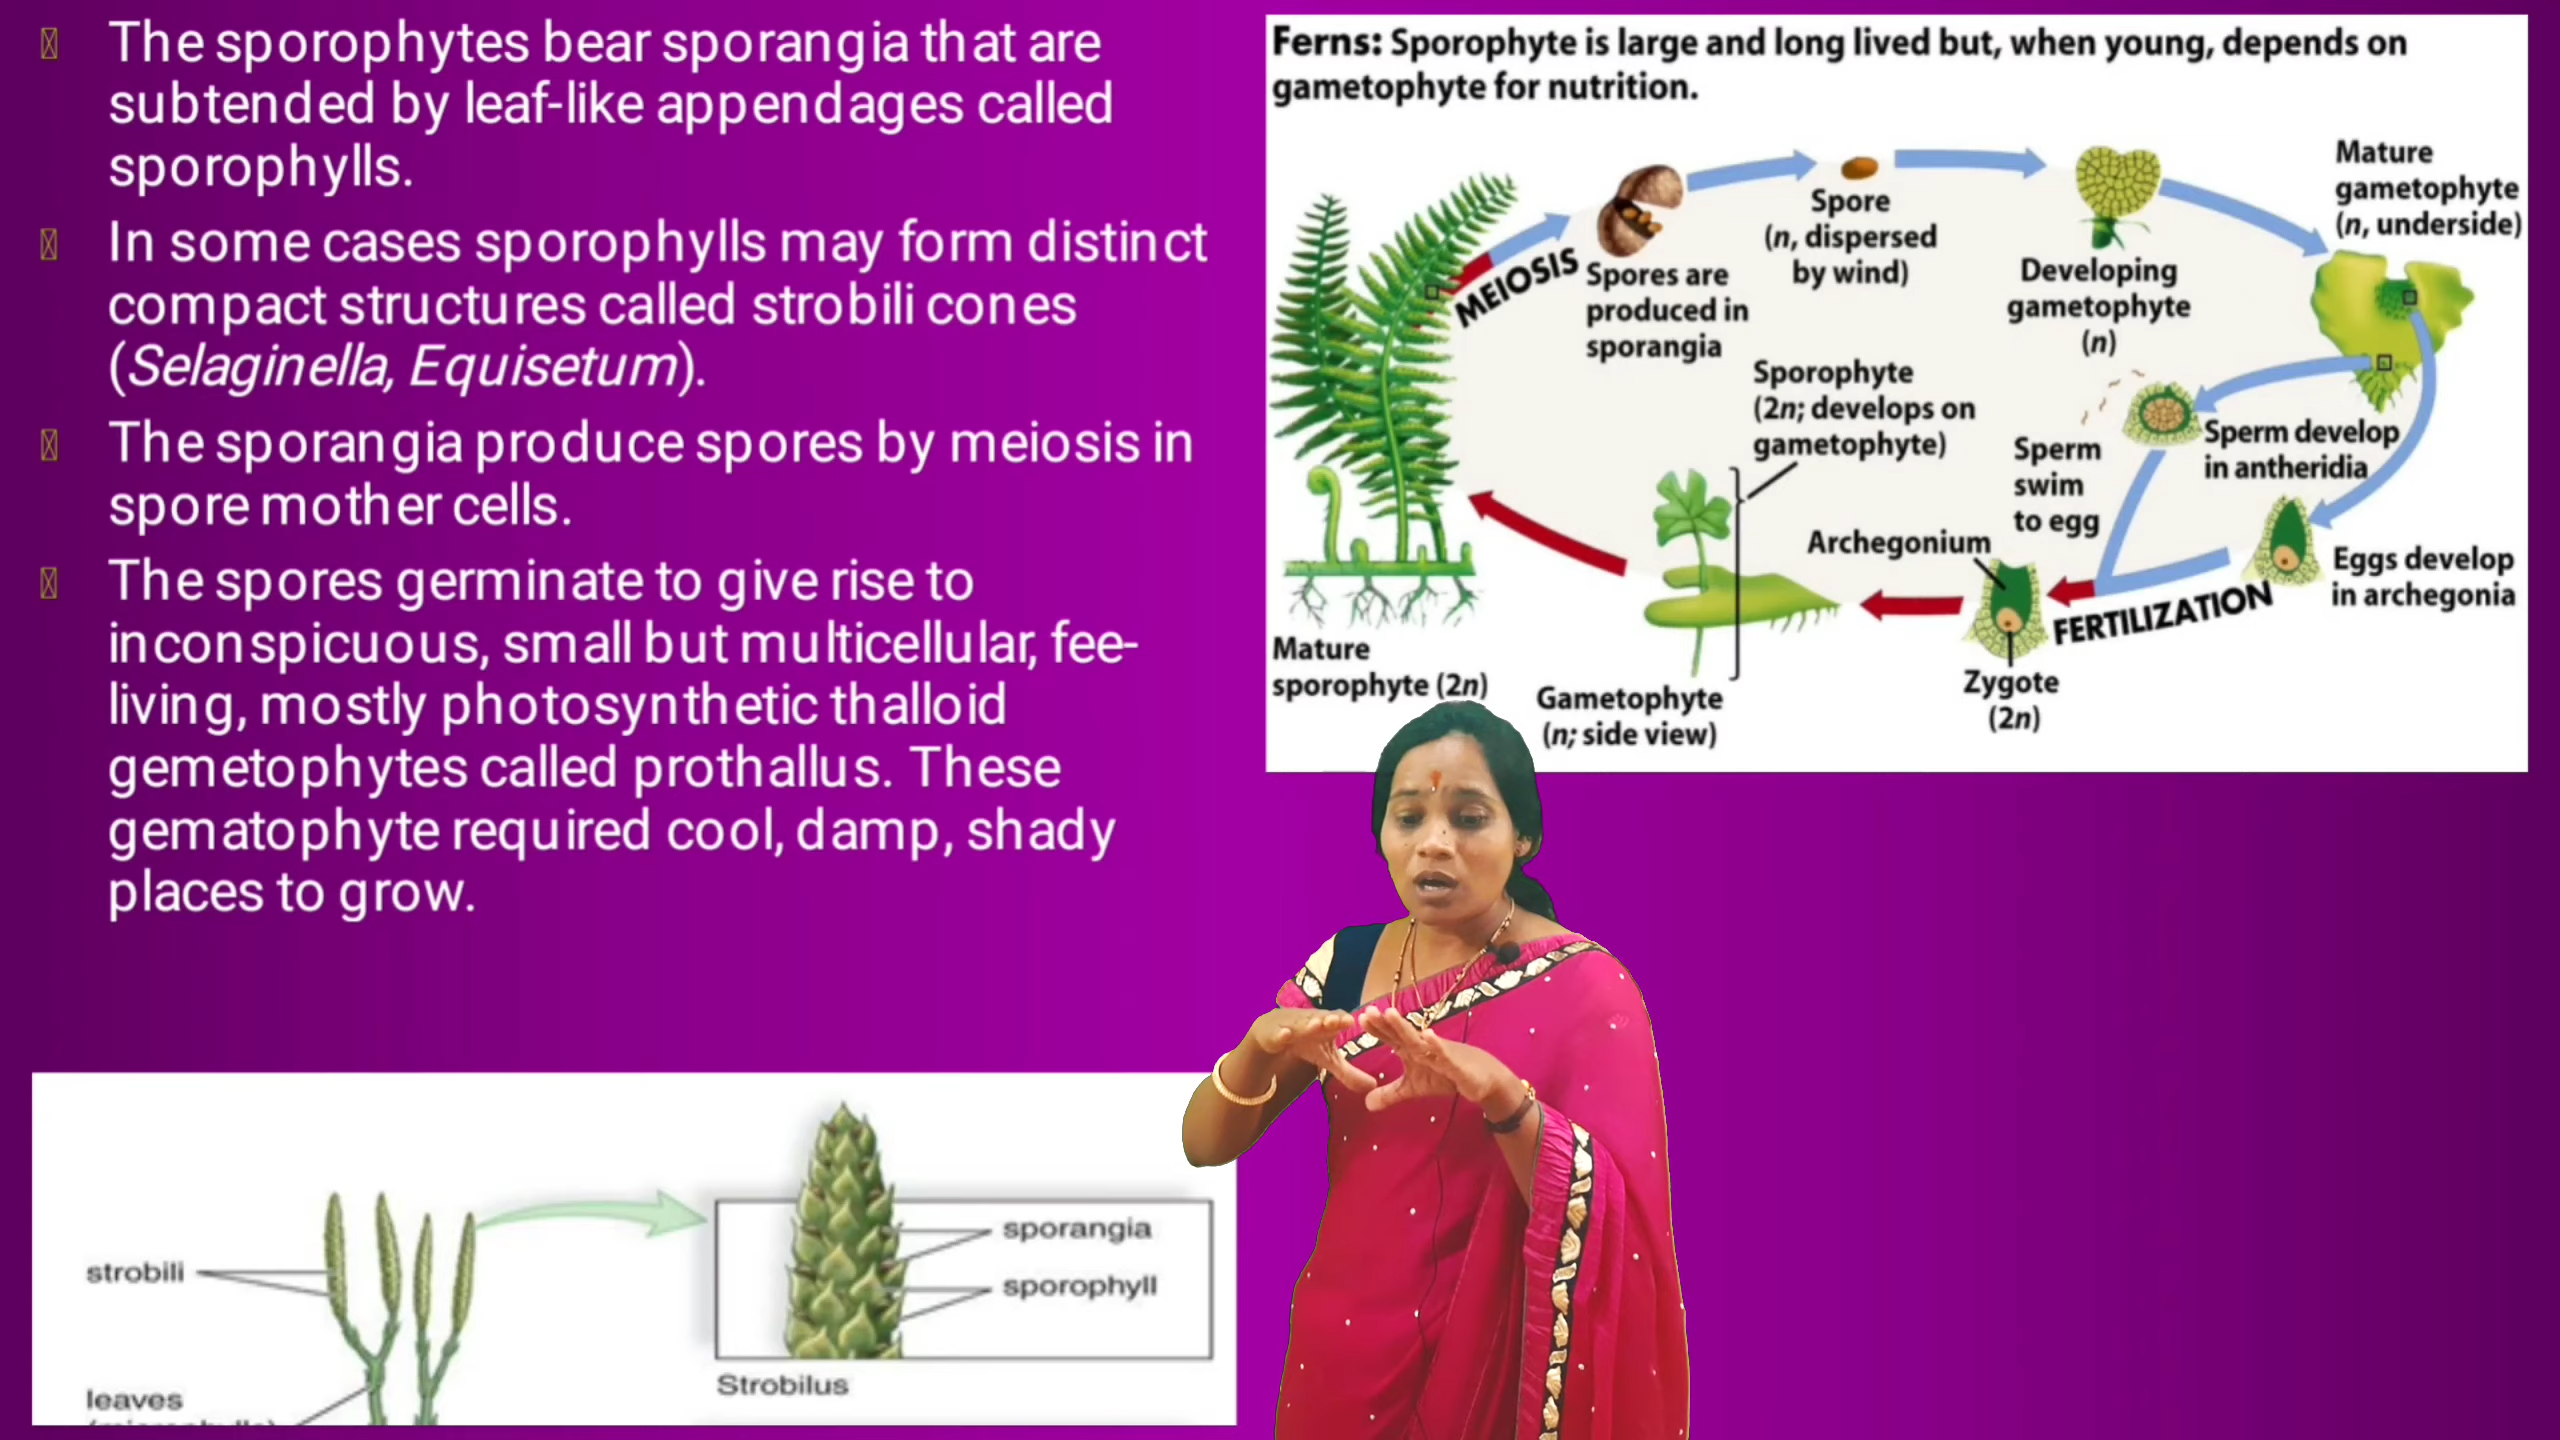 The sporophytes bear sporangia that are
subtended by leaf-like appendages called
sporophylls.
In some cases sporophylls may form distinct
compact structures called strobili cones
(Selaginella, Equisetum).
The sporangia produce spores by meiosis in
spore mother cells.
The spores germinate to give rise to
inconspicuous, small but multicellular, fee-
living, mostly photosynthetic thalloid
gemetophytes called prothallus. These
gematophyte required cool, damp, shady
places to grow.
Ferns: Sporophyte is large and long lived but, when young, depends on
gametophyte for nutrition.
MEIOSIS
Spores are
produced in
sporangia
Spore
(n, dispersed
by wind)
Developing
gametophyte
(n)
Mature
gametophyte
(n, underside)
Sperm develop
in antheridia
Sperm
swim
to egg
Eggs develop
in archegonia
FERTILIZATION
Archegonium
Zygote
(2n)
Sporophyte
(2n; develops on
gametophyte)
Gametophyte
(n; side view)
Mature
sporophyte (2n)
strobili
leaves
sporangia
sporophyll
Strobilus